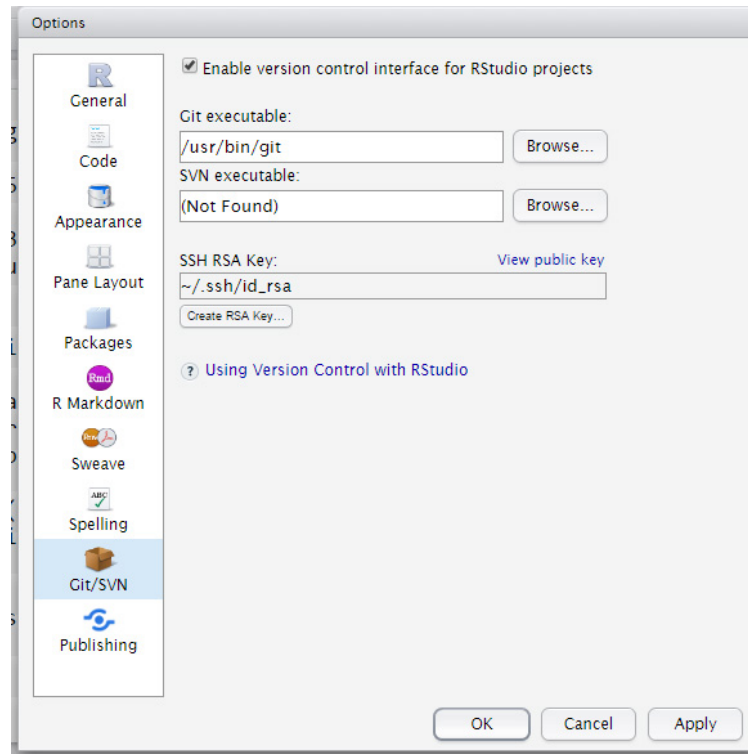 Options
R
General
Code
Appearance
Pane Layout
Packages
Rmd
R Markdown
Rnw
Sweave
ABC
Spelling
Git/SVN
Publishing
Enable version control interface for RStudio projects
Git executable:
/usr/bin/git
Browse...
SVN executable:
(Not Found)
Browse...
SSH RSA Key:
View public key
~/.ssh/id_rsa
Create RSA Key...
? Using Version Control with RStudio
OK
Cancel
Apply